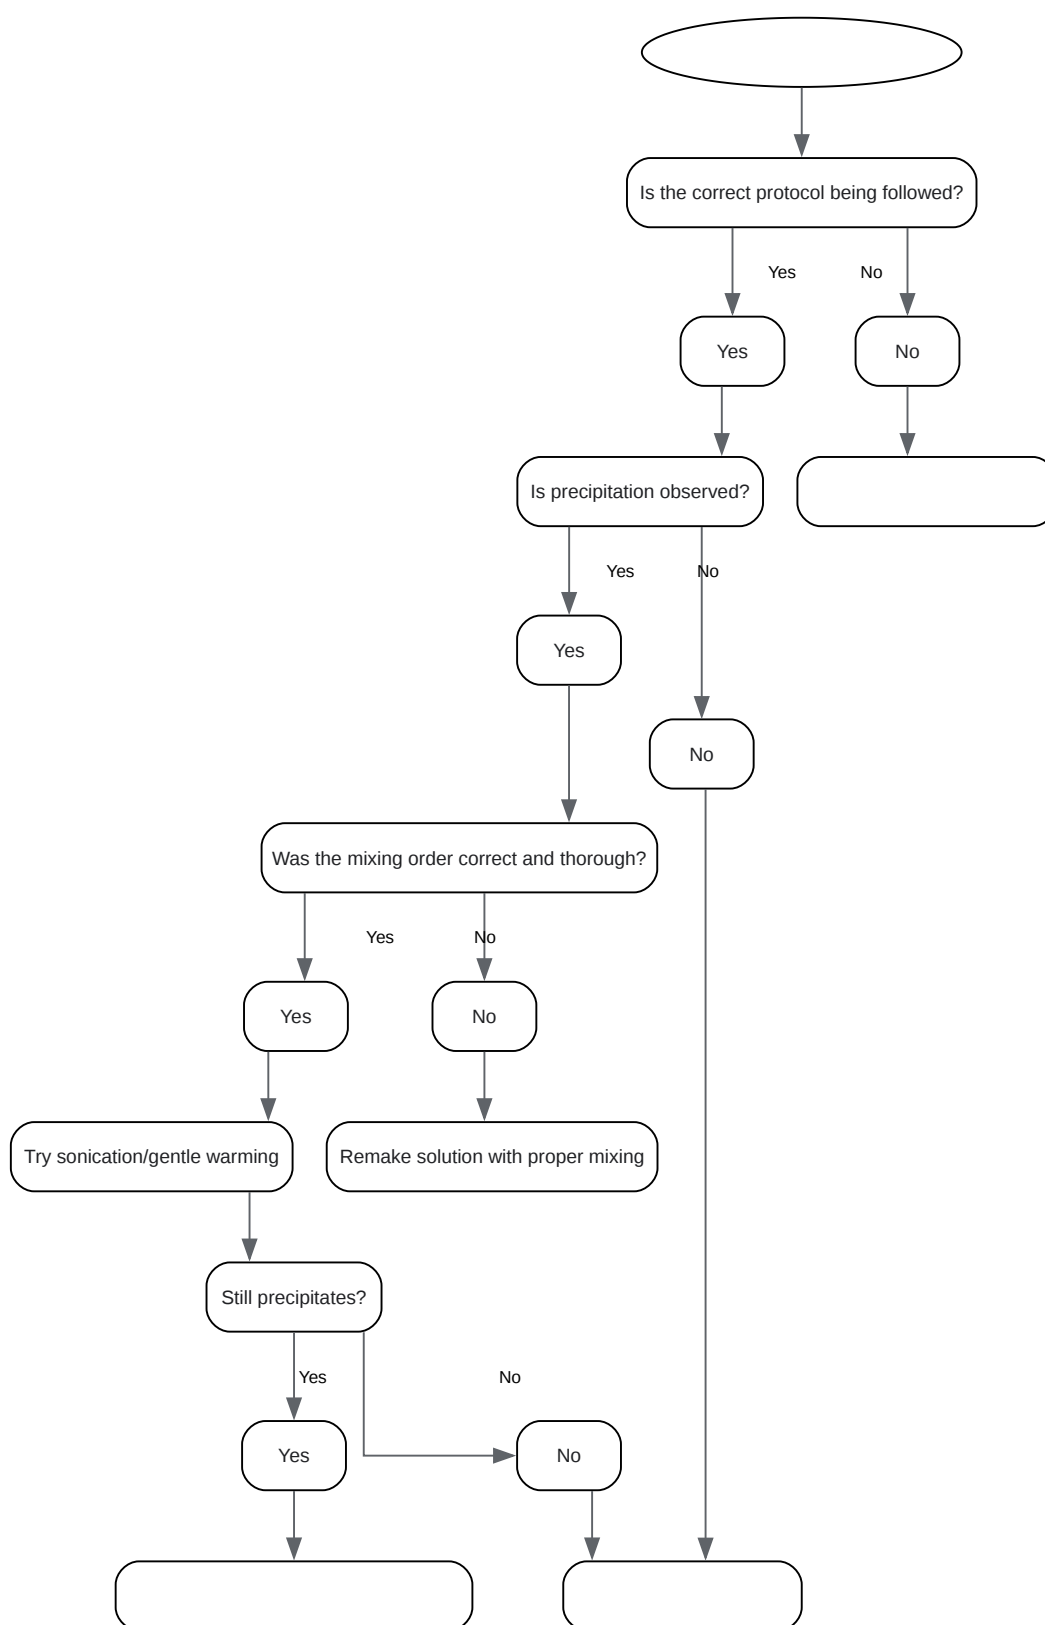 Is the correct protocol being followed?
Yes
No
Yes
No
Is precipitation observed?
Yes
No
Yes
No
Was the mixing order correct and thorough?
Yes
No
Yes
No
Try sonication/gentle warming
Remake solution with proper mixing
Still precipitates?
Yes
No
Yes
No